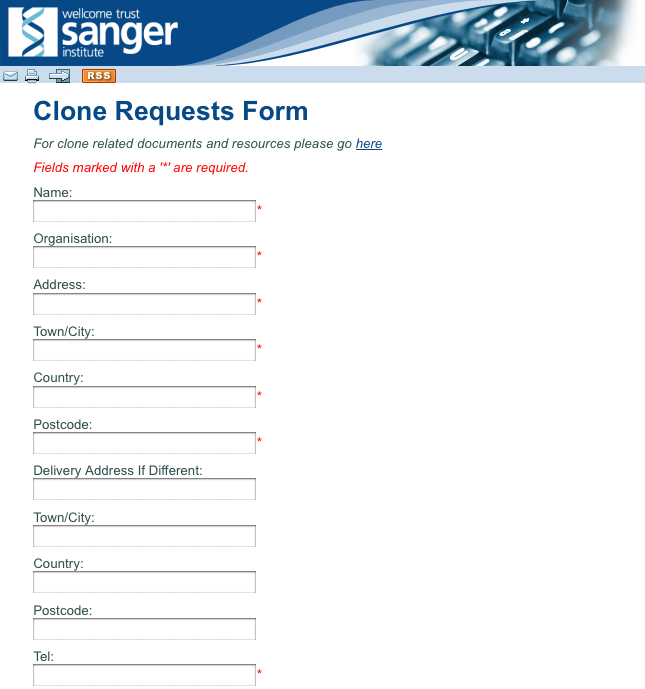 wellcome trust
sanger
institute
RSS
Clone Requests Form
For clone related documents and resources please go here
Fields marked with a '*' are required.
Name:
*
Organisation:
*
Address:
*
Town/City:
*
Country:
*
Postcode:
*
Delivery Address If Different:
Town/City:
Country:
Postcode:
Tel:
*